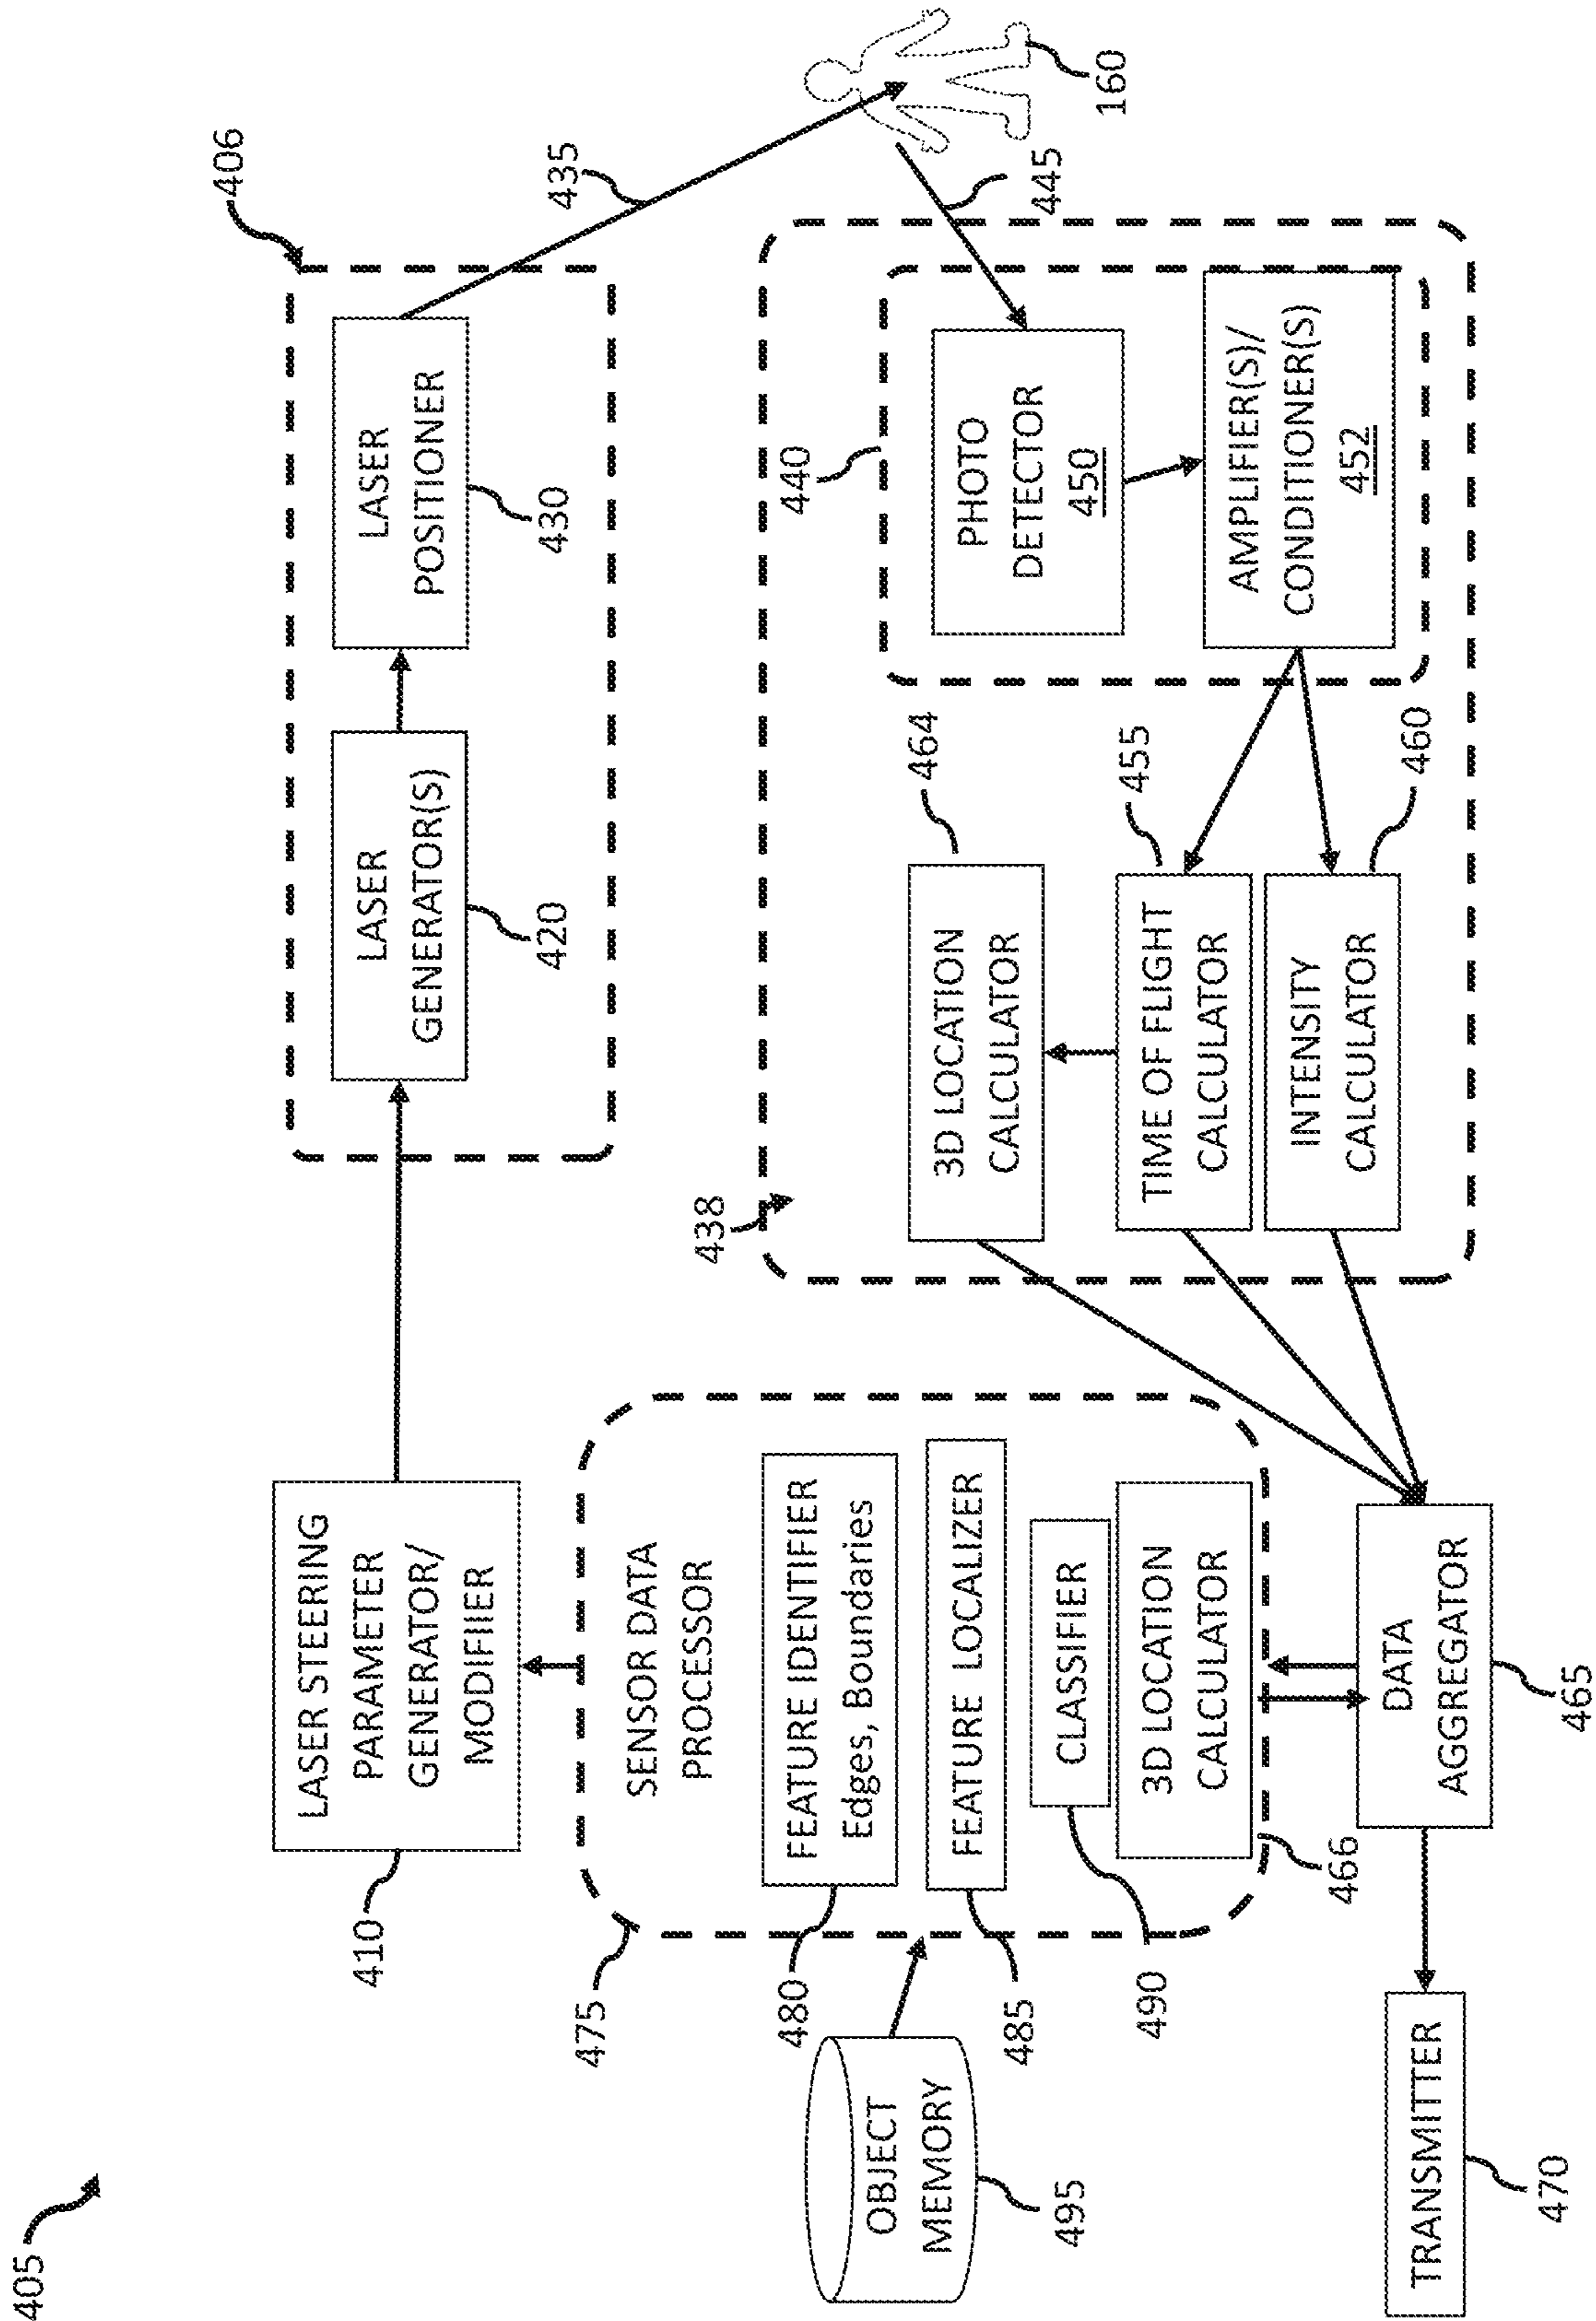 405
406
LASER STEERING
PARAMETER
GENERATOR/
MODIFIER
410
LASER
GENERATOR(S)
420
LASER
POSITIONER
430
435
160
445
475
SENSOR DATA
PROCESSOR
FEATURE IDENTIFIER
Edges, Boundaries
480
FEATURE LOCALIZER
485
CLASSIFIER
490
3D LOCATION
CALCULATOR
466
OBJECT
MEMORY
495
438
440
PHOTO
DETECTOR
450
AMPLIFIER(S)/
CONDITIONER(S)
452
464
3D LOCATION
CALCULATOR
455
TIME OF FLIGHT
CALCULATOR
460
INTENSITY
CALCULATOR
DATA
AGGREGATOR
465
TRANSMITTER
470